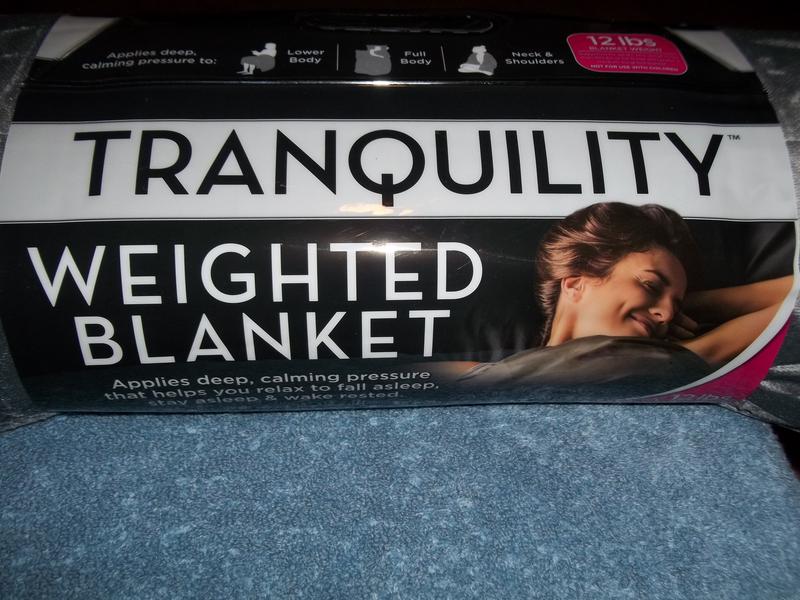 Applies deep,
calming pressure to:
Lower
Body
Full
Body
Neck &
Shoulders
12 lbs
BLANKET WEIGHT
NOT FOR USE WITH CHILDREN
TRANQUILITY™
WEIGHTED
BLANKET
Applies deep, calming pressure
that helps you relax to fall asleep,
stay asleep & wake rested.
12 lbs